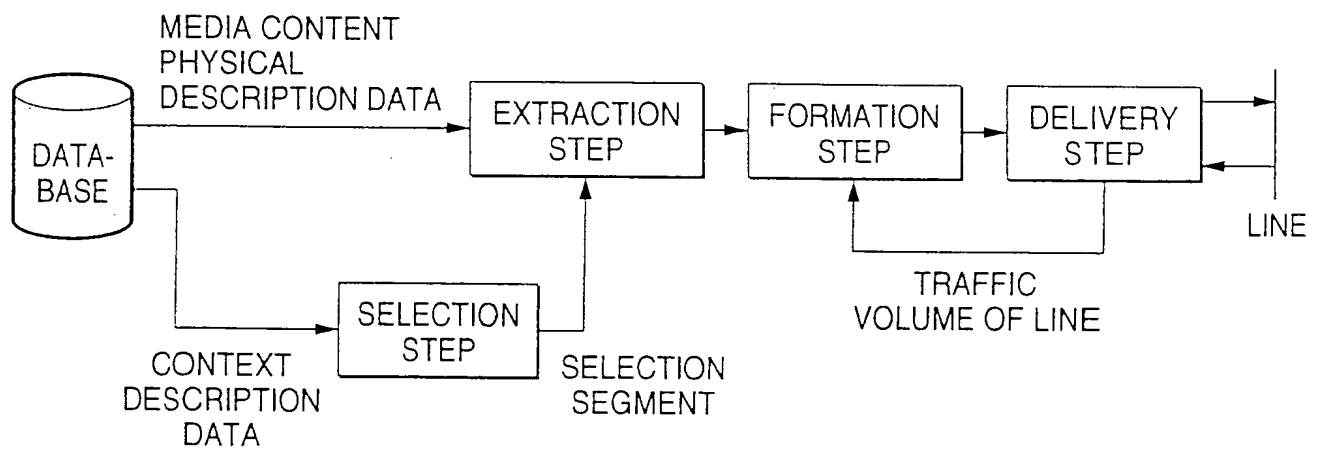 MEDIA CONTENT
PHYSICAL
DESCRIPTION DATA
DATA-
BASE
EXTRACTION
STEP
FORMATION
STEP
DELIVERY
STEP
LINE
TRAFFIC
VOLUME OF LINE
SELECTION
STEP
CONTEXT
DESCRIPTION
DATA
SELECTION
SEGMENT